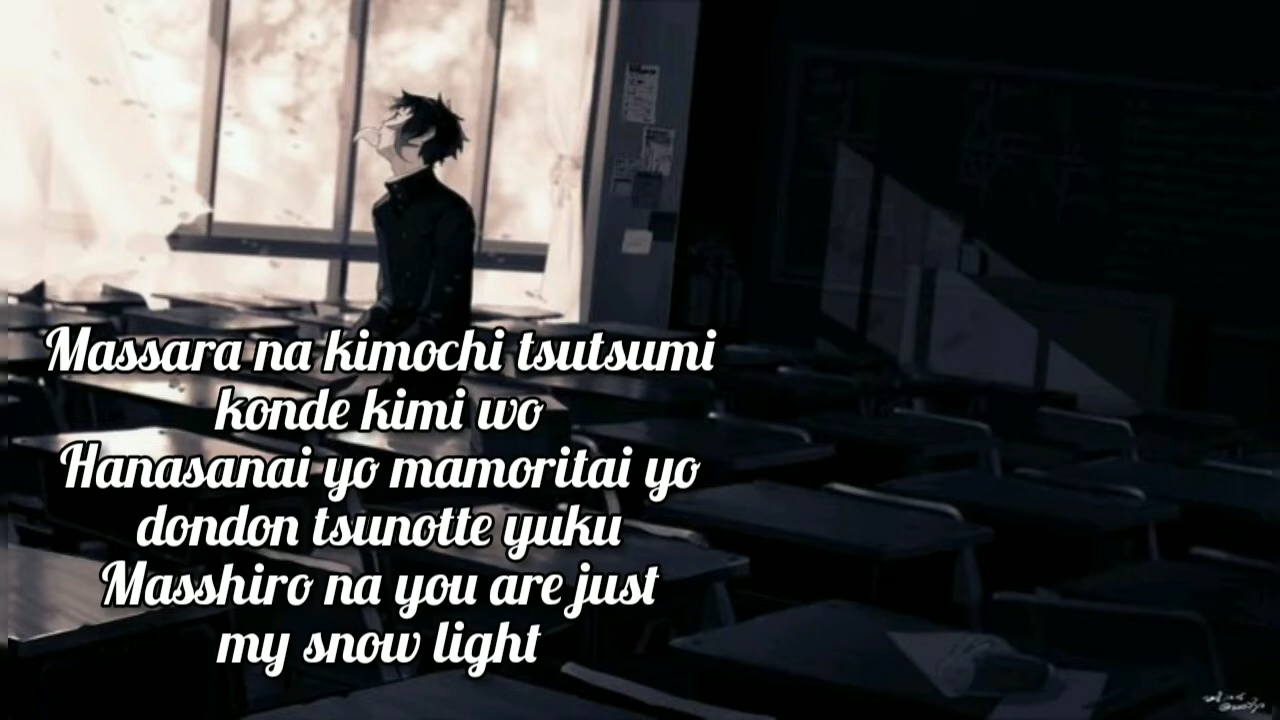 Massara na kimochi tsutsumi
konde kimi wo
Hanasanai yo mamoritai yo
dondon tsunotte yuku
Masshiro na you are just
my snow light